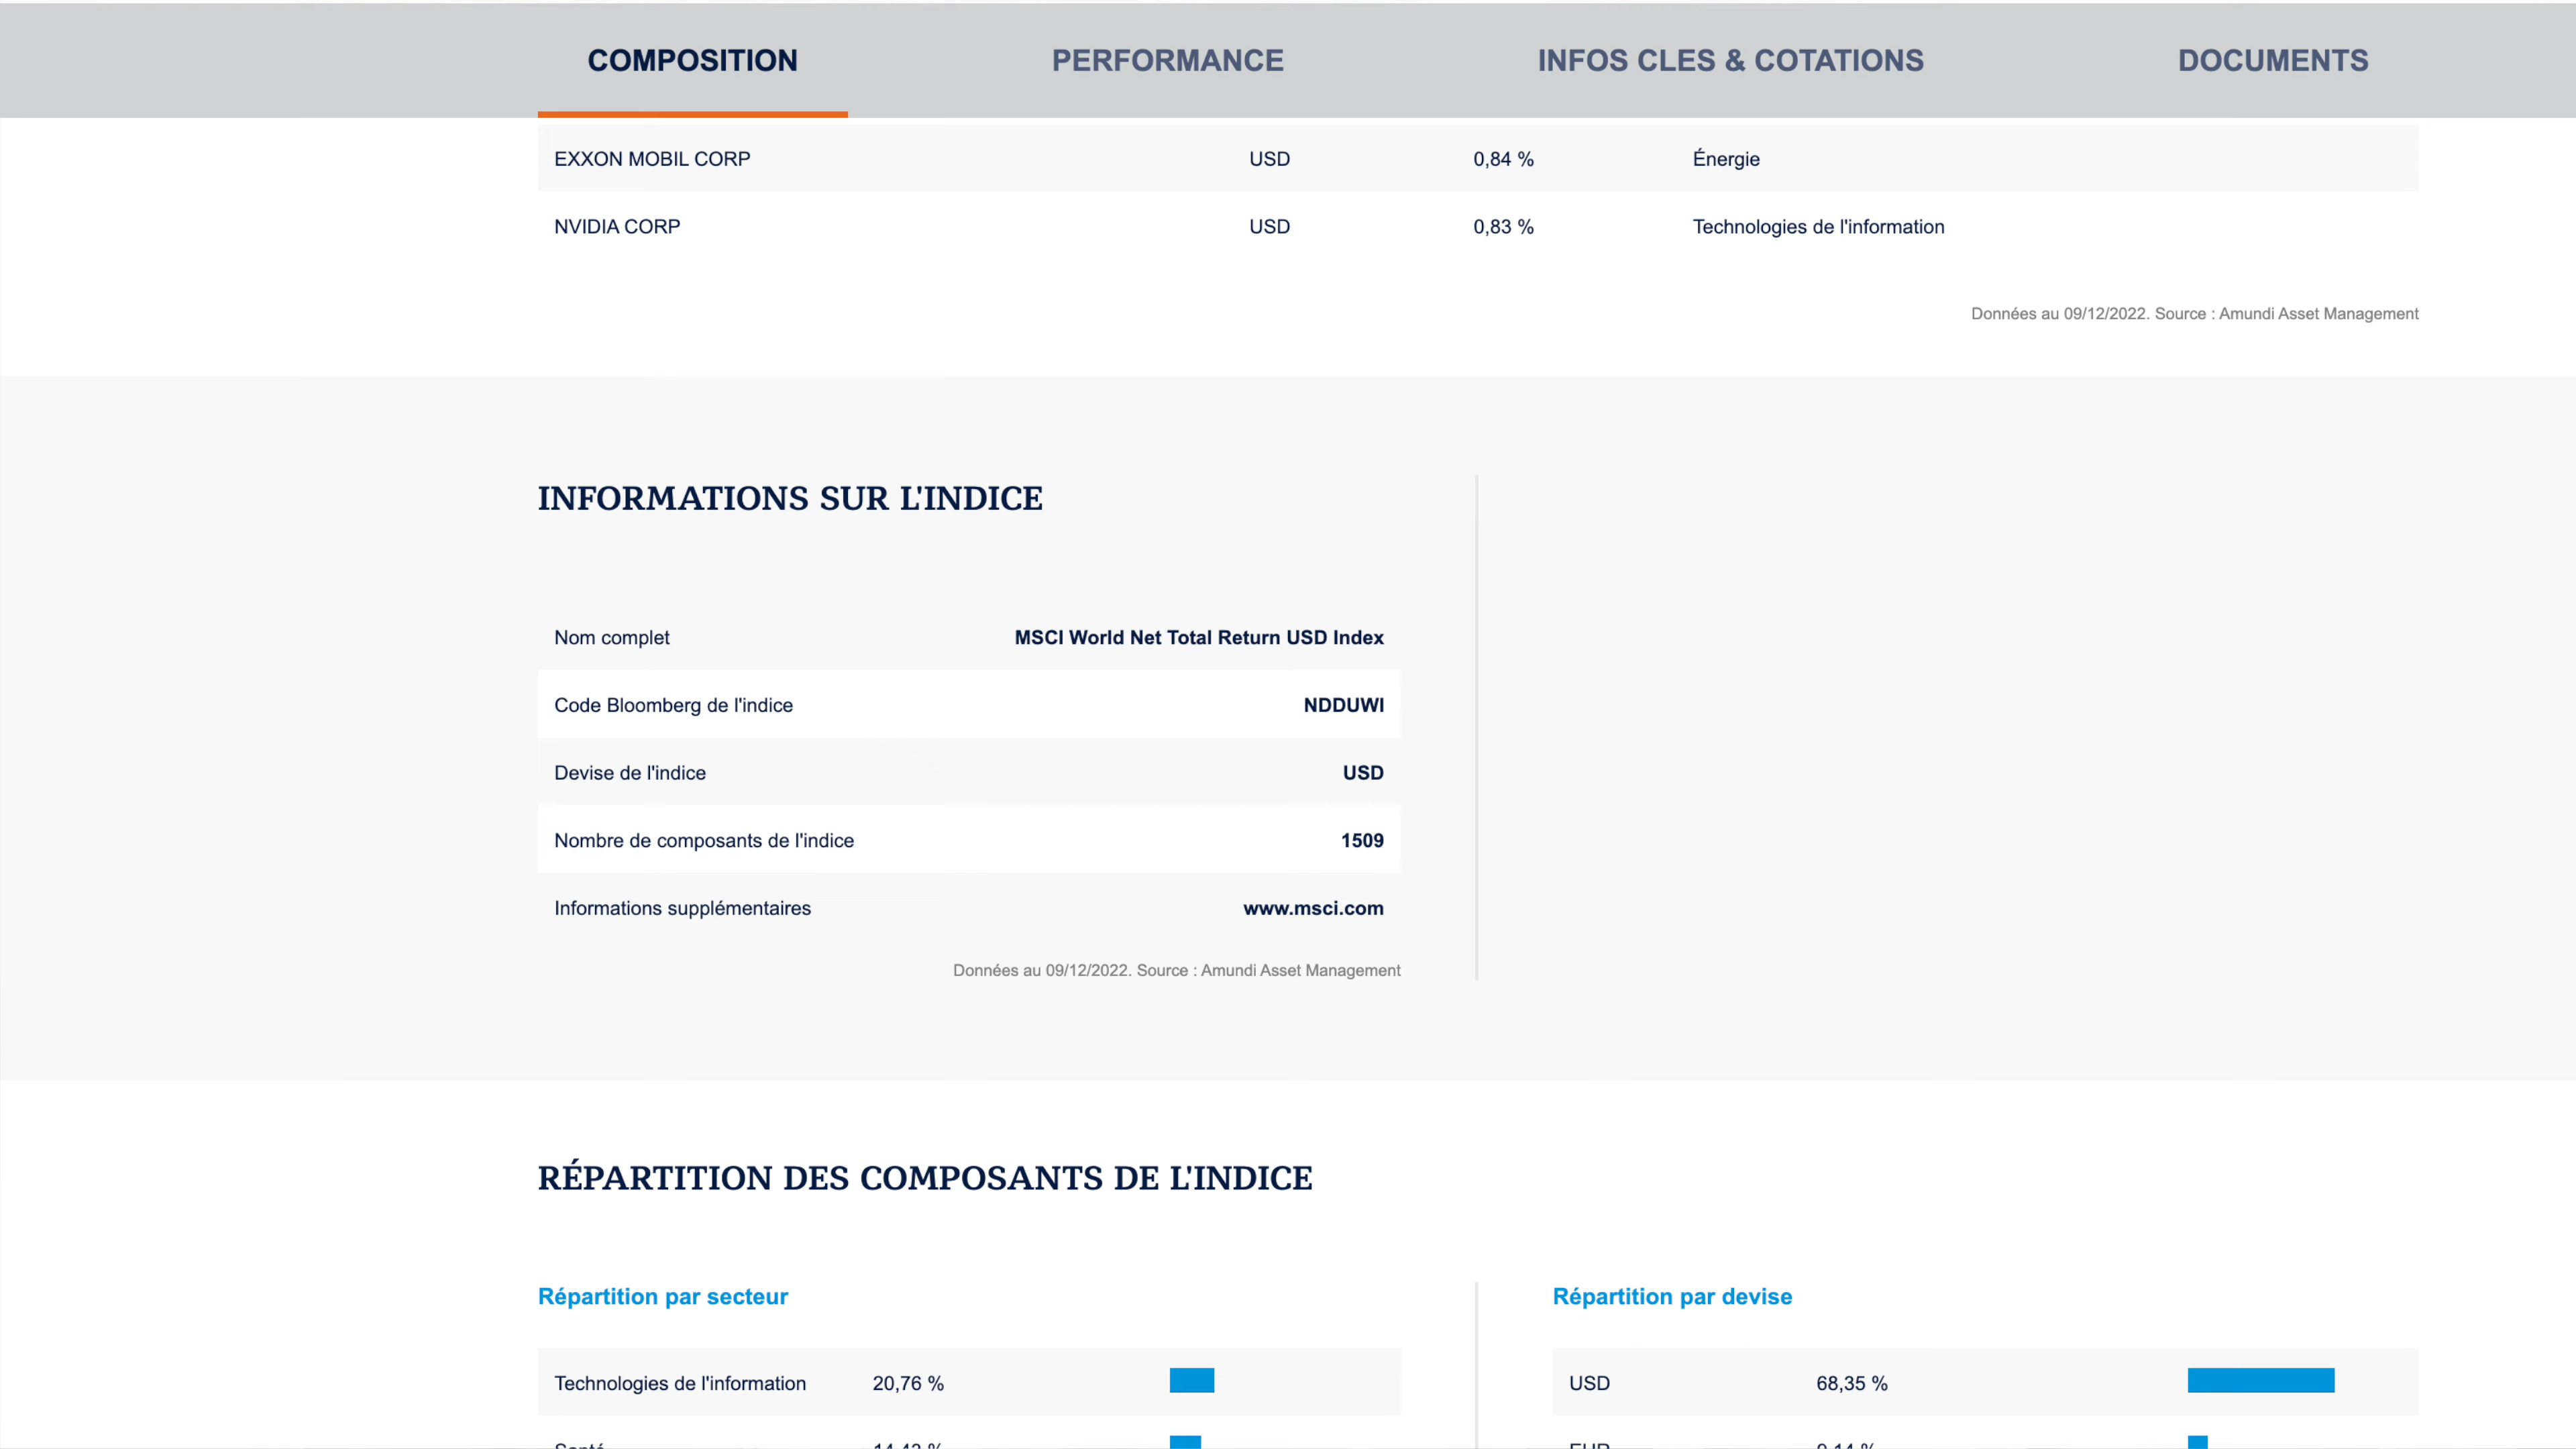 COMPOSITION PERFORMANCE INFOS CLES & COTATIONS DOCUMENTS
EXXON MOBIL CORP USD 0,84 % Énergie
NVIDIA CORP USD 0,83 % Technologies de l'information
Données au 09/12/2022. Source : Amundi Asset Management
INFORMATIONS SUR L'INDICE
Nom complet MSCI World Net Total Return USD Index
Code Bloomberg de l'indice NDDUWI
Devise de l'indice USD
Nombre de composants de l'indice 1509
Informations supplémentaires www.msci.com
Données au 09/12/2022. Source : Amundi Asset Management
RÉPARTITION DES COMPOSANTS DE L'INDICE
Répartition par secteur Répartition par devise
Technologies de l'information 20,76 % USD 68,35 %